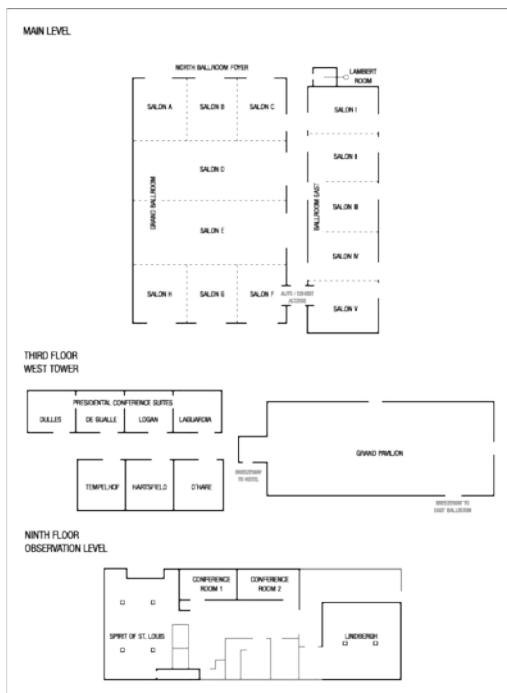 MAIN LEVEL
NORTH BALLROOM FOYER
LAMBERT
ROOM
SALON A
SALON B
SALON C
SALON I
SALON D
SALON II
GRAND BALLROOM
BALLROOM EAST
SALON E
SALON III
SALON IV
SALON H
SALON G
SALON F
AUTO / EXHIBIT
ACCESS
SALON V
THIRD FLOOR
WEST TOWER
PRESIDENTIAL CONFERENCE SUITES
DULLES
DE GUALLE
LOGAN
LAGUARDIA
GRAND PAVILION
BREEZEWAY
TO HOTEL
TEMPELHOF
HARTSFIELD
O'HARE
BREEZEWAY TO
EAST BALLROOM
NINTH FLOOR
OBSERVATION LEVEL
CONFERENCE
ROOM 1
CONFERENCE
ROOM 2
SPIRIT OF ST. LOUIS
LINDBERGH